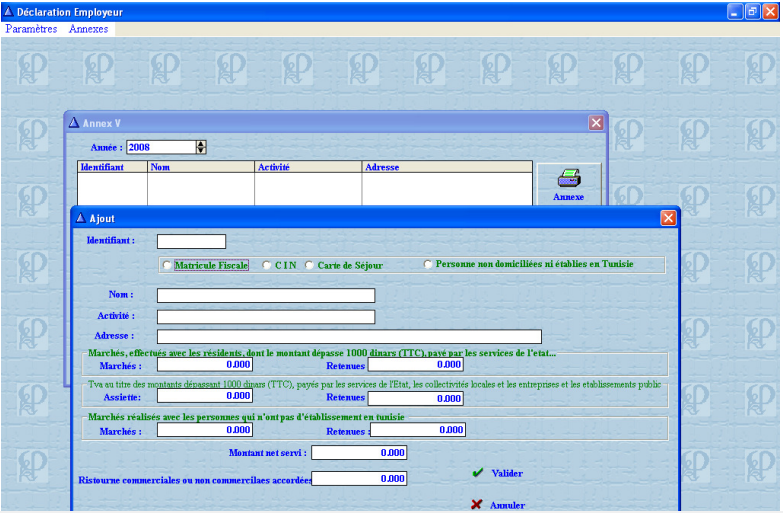 Déclaration Employeur
Paramètres Annexes
Annex V
Année : 2008
Identifiant Nom Activité Adresse
Annexe
Ajout
Identifiant :
Matricule Fiscale C I N Carte de Séjour Personne non domiciliées ni établies en Tunisie
Nom :
Activité :
Adresse :
Marchés, effectués avec les résidents, dont le montant dépasse 1000 dinars (TTC), payé par les services de l'etat...
Marchés : 0.000 Retenues 0.000
Tva au titre des montants dépassant 1000 dinars (TTC), payés par les services de l'Etat, les collectivités locales et les entreprises et les etablisements public
Assiette: 0.000 Retenues 0.000
Marchés réalisés avec les personnes qui n'ont pas d'établissement en tunisie
Marchés : 0.000 Retenues : 0.000
Montant net servi : 0.000
Ristourne commerciales ou non commercilaes accordées 0.000
Valider
Annuler